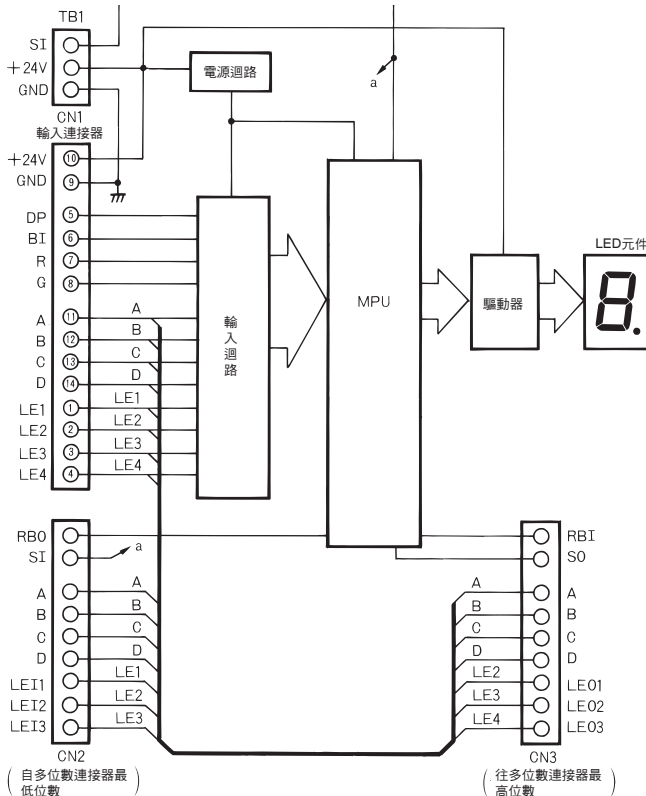 TB1
SI
+24V
GND
電源迴路
a
CN1
輸入連接器
+24V ⑩
GND ⑨
DP ⑤
BI ⑥
R ⑦
G ⑧
A ⑪ A
B ⑫ B
C ⑬ C
D ⑭ D
LE1 ① LE1
LE2 ② LE2
LE3 ③ LE3
LE4 ④ LE4
輸入迴路
MPU
驅動器
LED元件
8.
RBO
SI a
A A
B B
C C
D D
LEI1 LE1
LEI2 LE2
LEI3 LE3
CN2
(自多位數連接器最
低位數)
RBI
SO
A A
B B
C C
D D
LE2 LEO1
LE3 LEO2
LE4 LEO3
CN3
(往多位數連接器最
高位數)